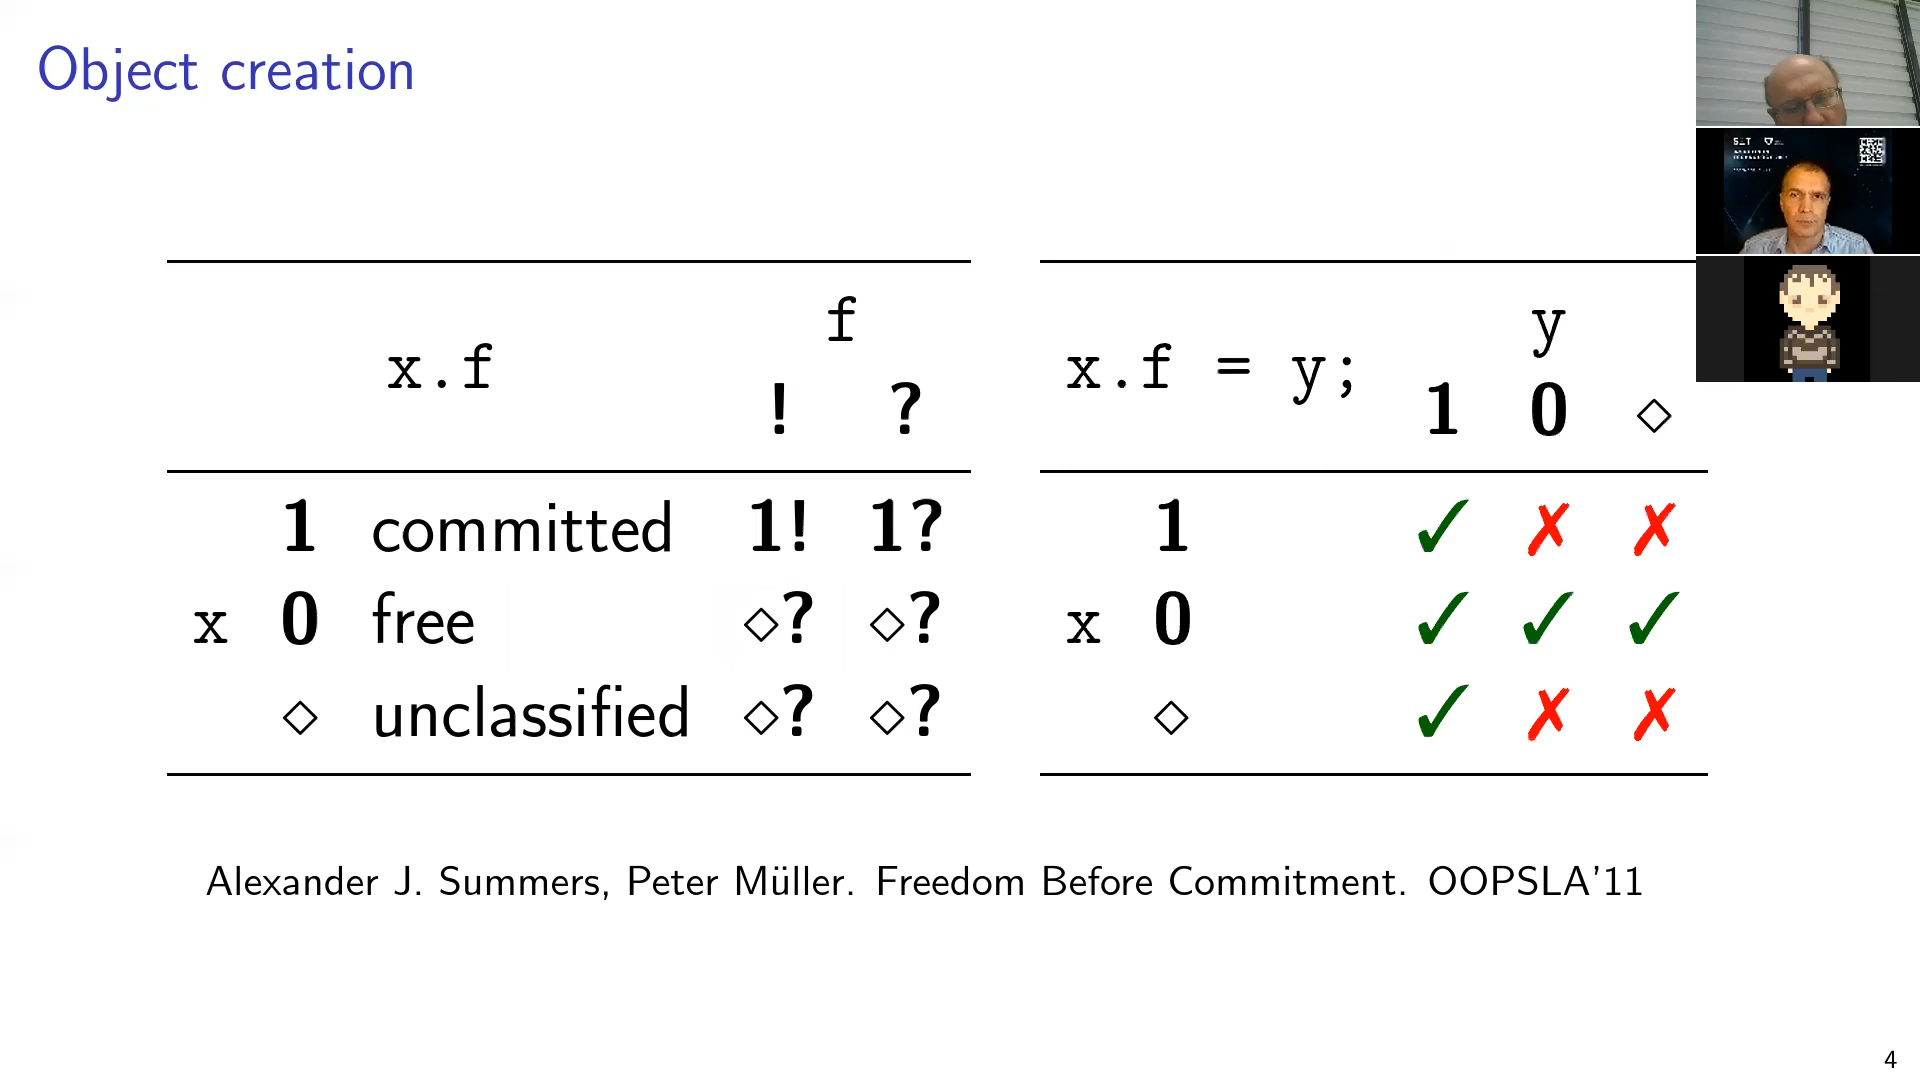 Object creation
f
x.f
! ?
1 committed 1! 1?
x 0 free ◇? ◇?
◇ unclassified ◇? ◇?
y
x.f = y;
1 0 ◇
1 ✓ ✗ ✗
x 0 ✓ ✓ ✓
◇ ✓ ✗ ✗
Alexander J. Summers, Peter Müller. Freedom Before Commitment. OOPSLA'11
4